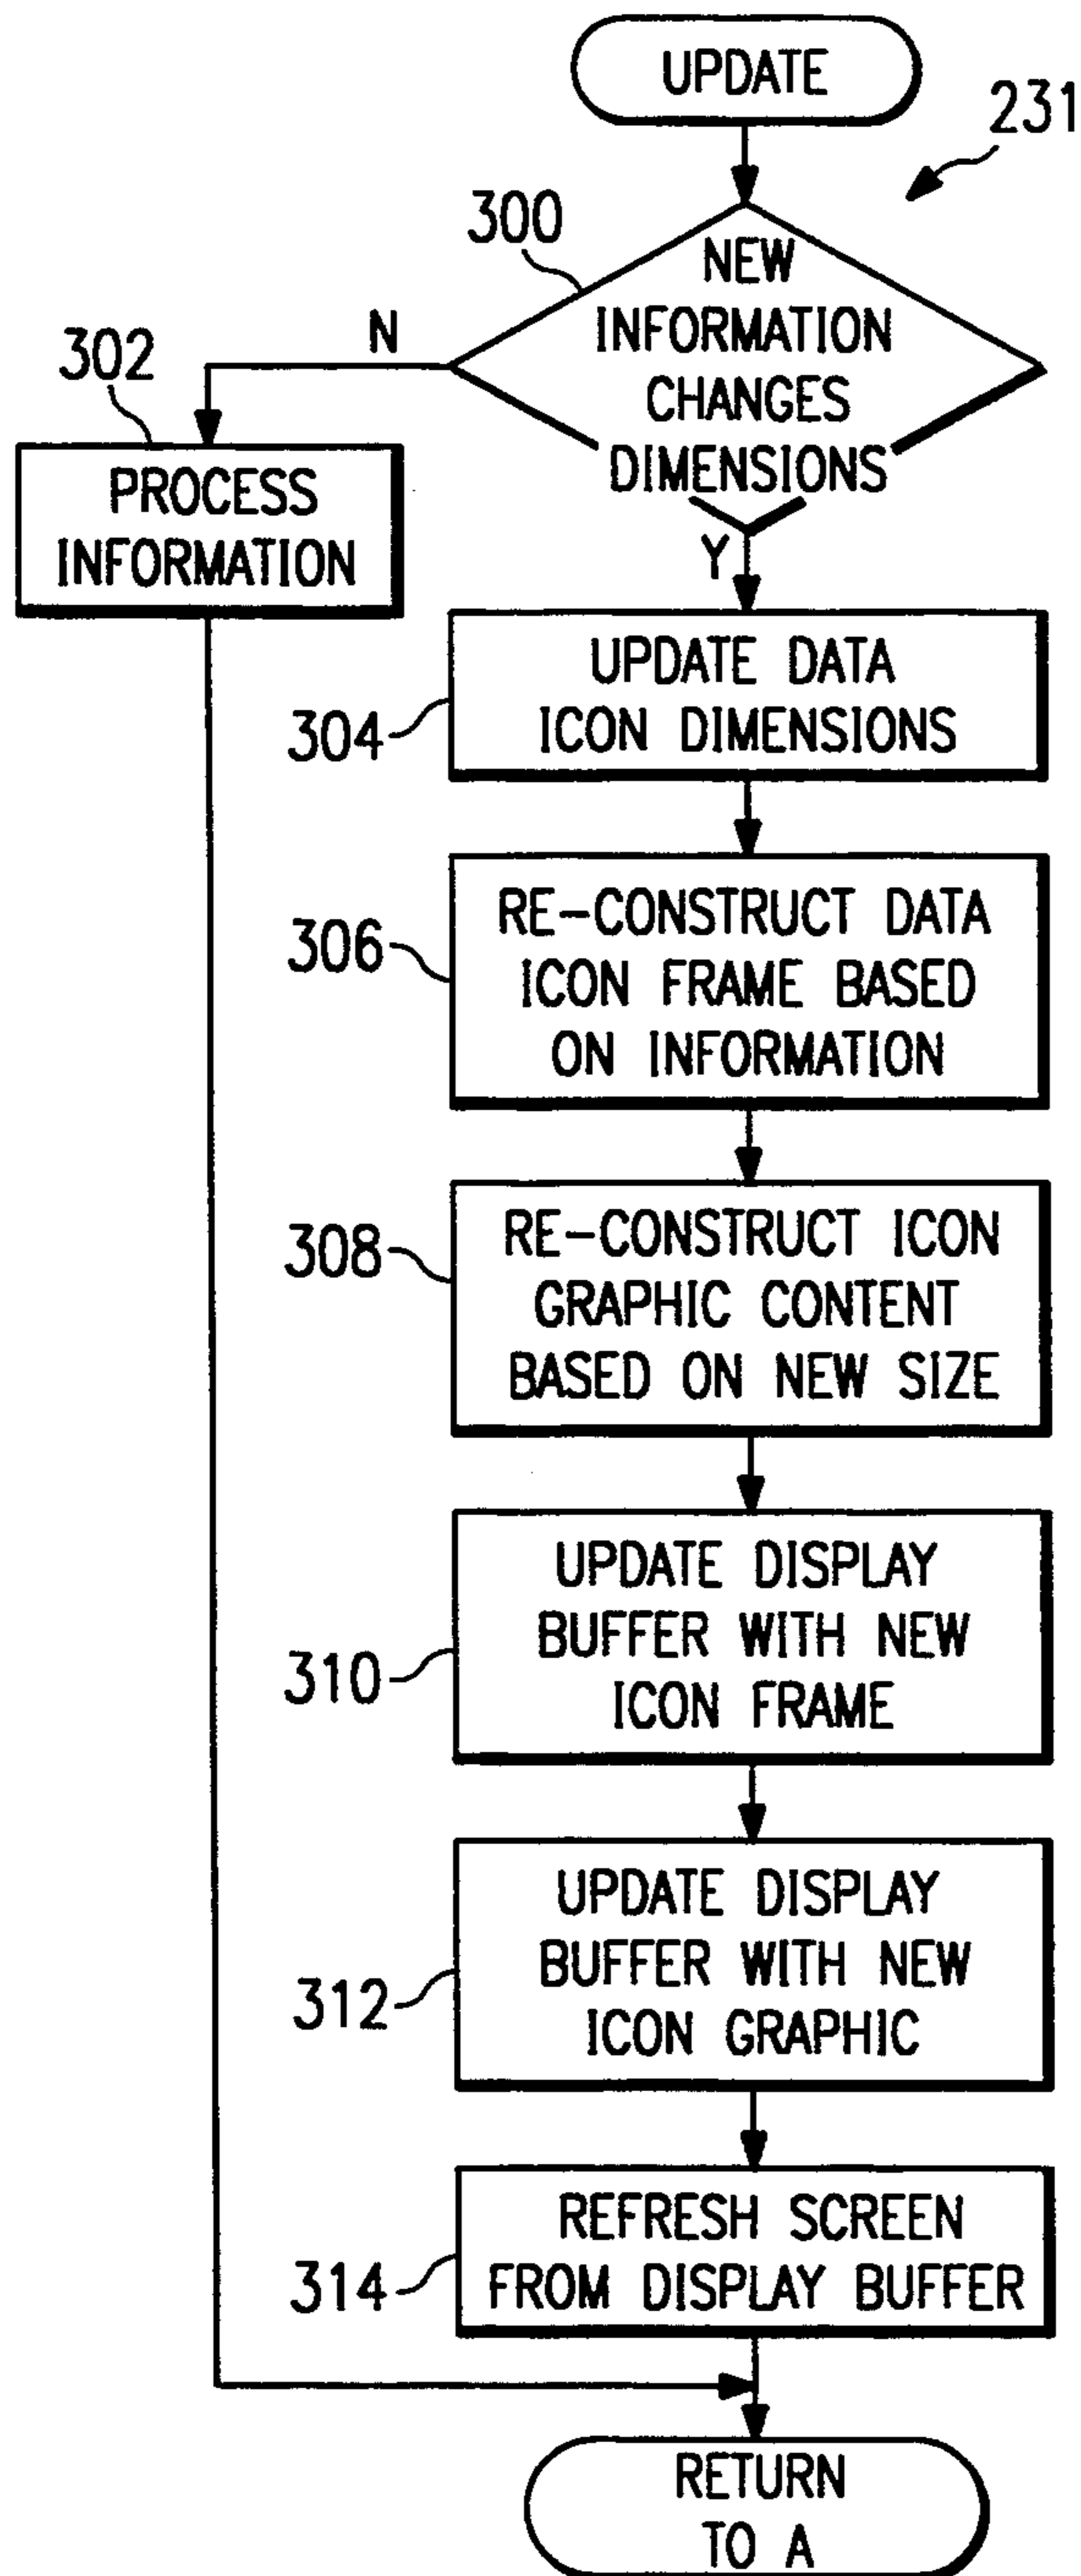 UPDATE
231
300
NEW
INFORMATION
CHANGES
DIMENSIONS
N
302
PROCESS
INFORMATION
Y
304
UPDATE DATA
ICON DIMENSIONS
306
RE-CONSTRUCT DATA
ICON FRAME BASED
ON INFORMATION
308
RE-CONSTRUCT ICON
GRAPHIC CONTENT
BASED ON NEW SIZE
310
UPDATE DISPLAY
BUFFER WITH NEW
ICON FRAME
312
UPDATE DISPLAY
BUFFER WITH NEW
ICON GRAPHIC
314
REFRESH SCREEN
FROM DISPLAY BUFFER
RETURN
TO A